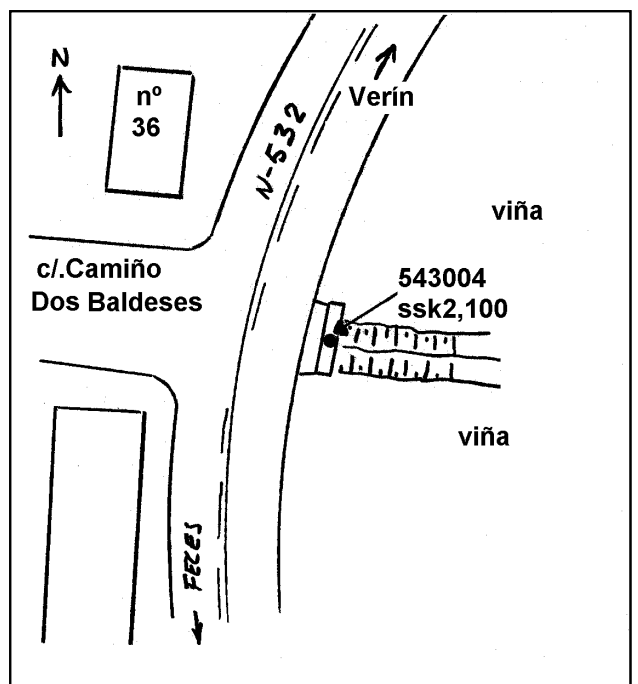 N
nº
36
N-532
Verín
viña
c/.Camiño
Dos Baldeses
543004
ssk2,100
viña
FECES